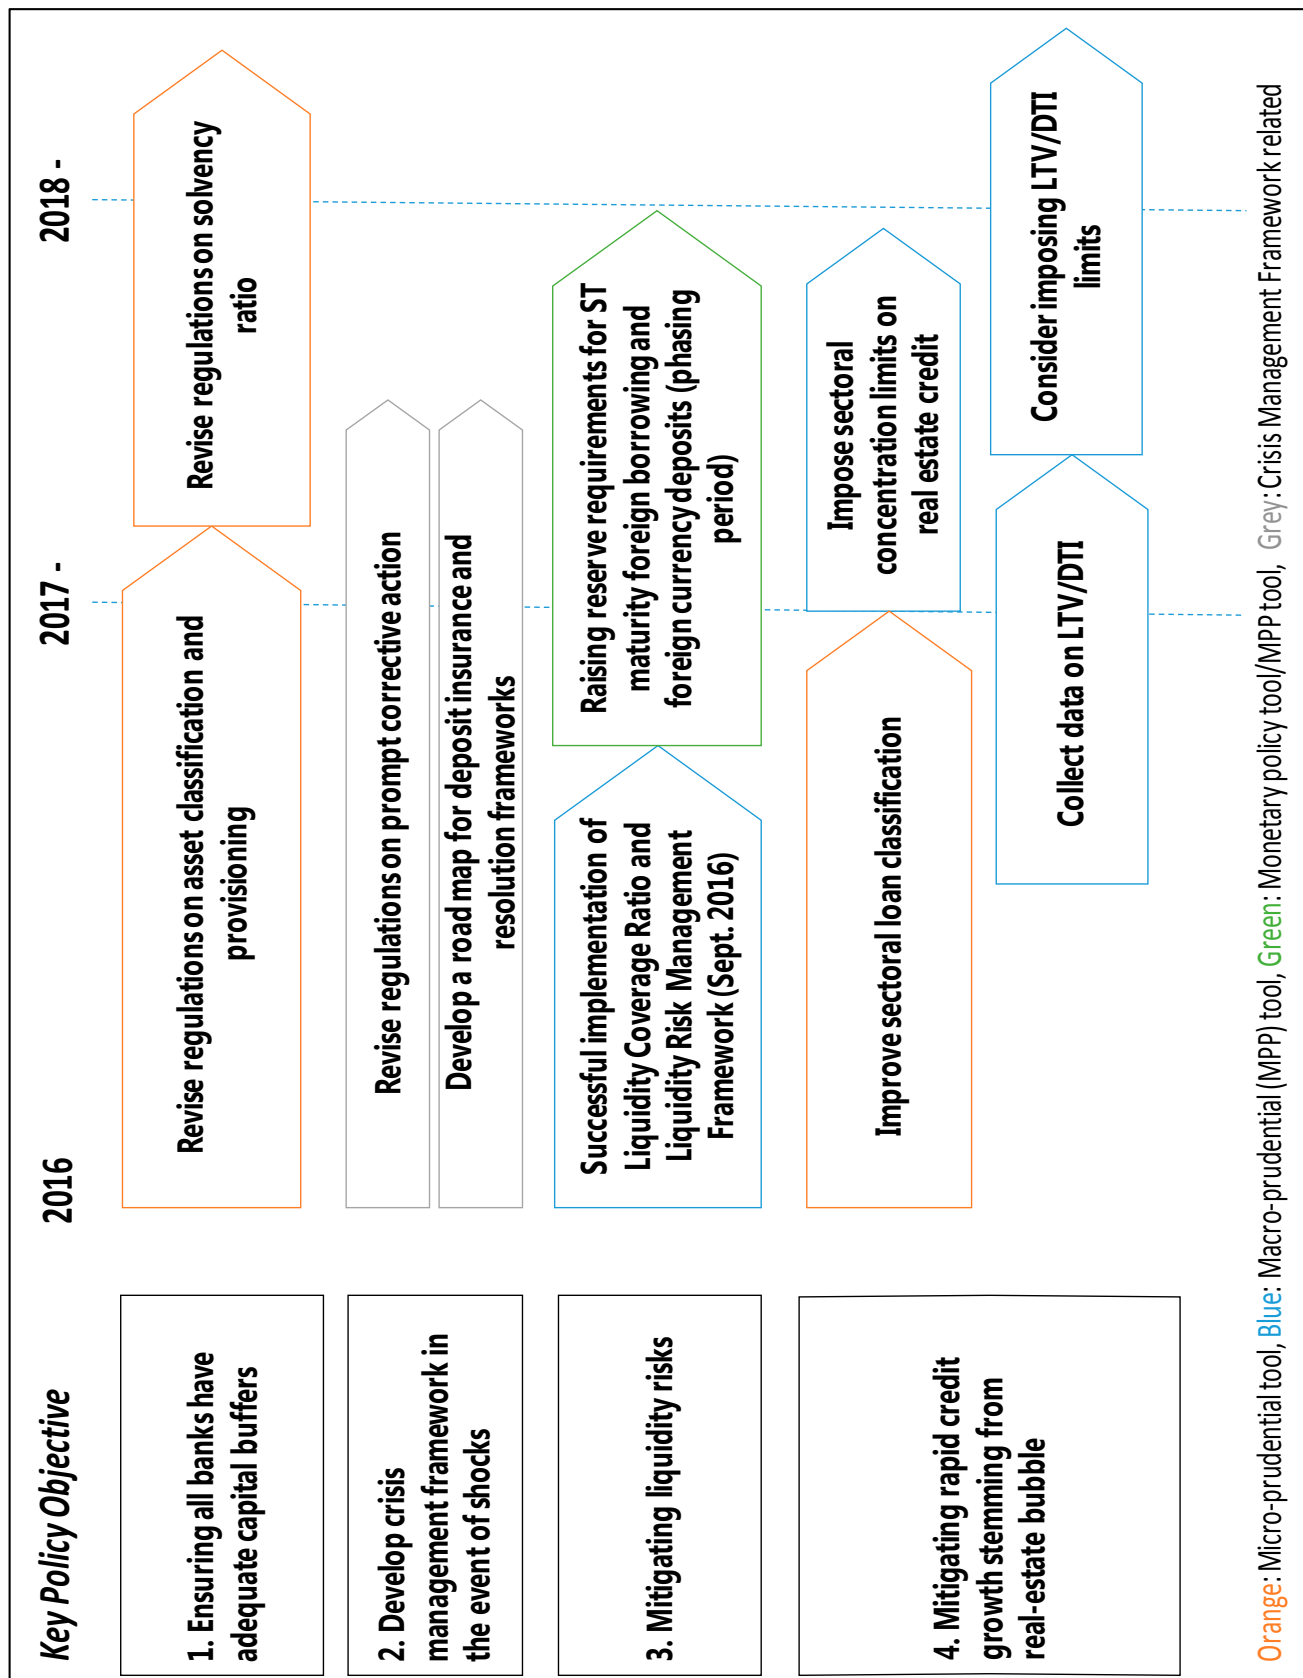 Key Policy Objective
2016
2017 -
2018 -
1. Ensuring all banks have
adequate capital buffers
Revise regulations on asset classification and
provisioning
Revise regulations on solvency
ratio
2. Develop crisis
management framework in
the event of shocks
Revise regulations on prompt corrective action
Develop a road map for deposit insurance and
resolution frameworks
3. Mitigating liquidity risks
Successful implementation of
Liquidity Coverage Ratio and
Liquidity Risk Management
Framework (Sept. 2016)
Raising reserve requirements for ST
maturity foreign borrowing and
foreign currency deposits (phasing
period)
4. Mitigating rapid credit
growth stemming from
real-estate bubble
Improve sectoral loan classification
Impose sectoral
concentration limits on
real estate credit
Collect data on LTV/DTI
Consider imposing LTV/DTI
limits
Orange: Micro-prudential tool, Blue: Macro-prudential (MPP) tool, Green: Monetary policy tool/MPP tool, Grey: Crisis Management Framework related